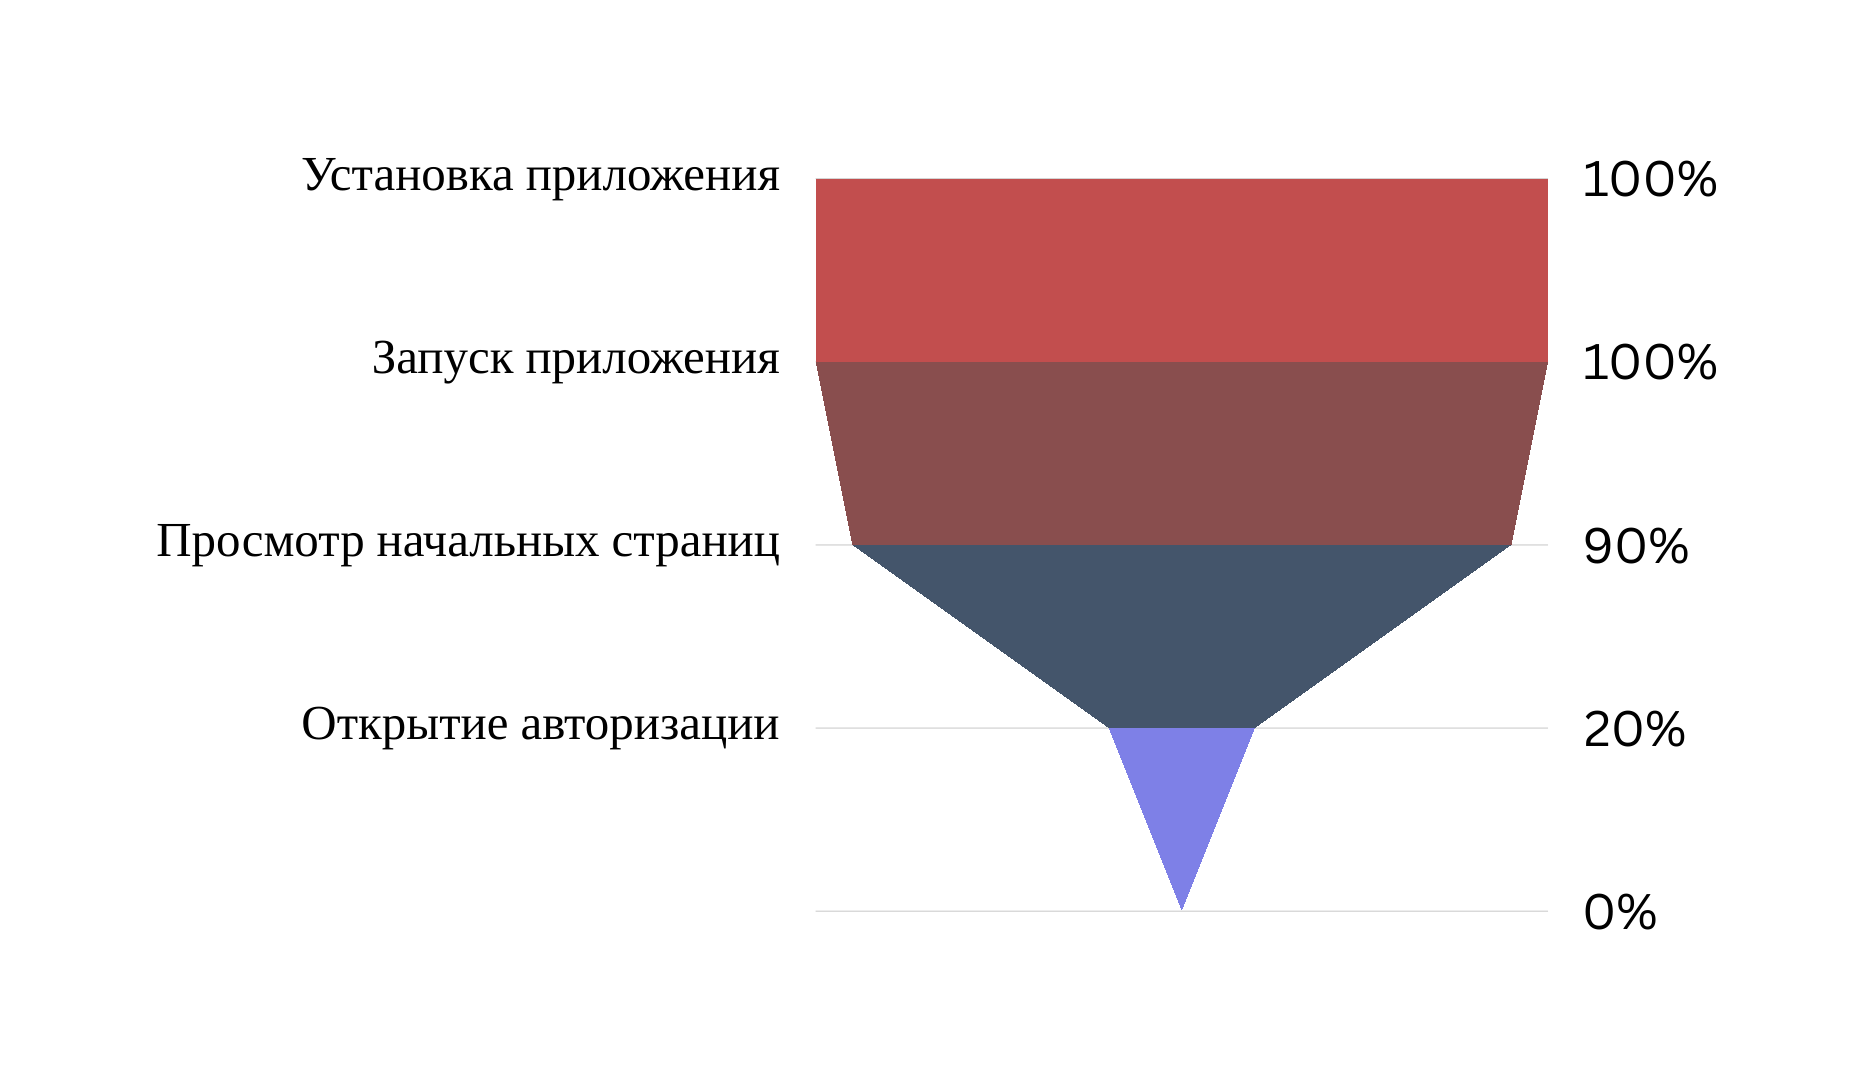 Установка приложения 100%
Запуск приложения 100%
Просмотр начальных страниц 90%
Открытие авторизации 20%
0%